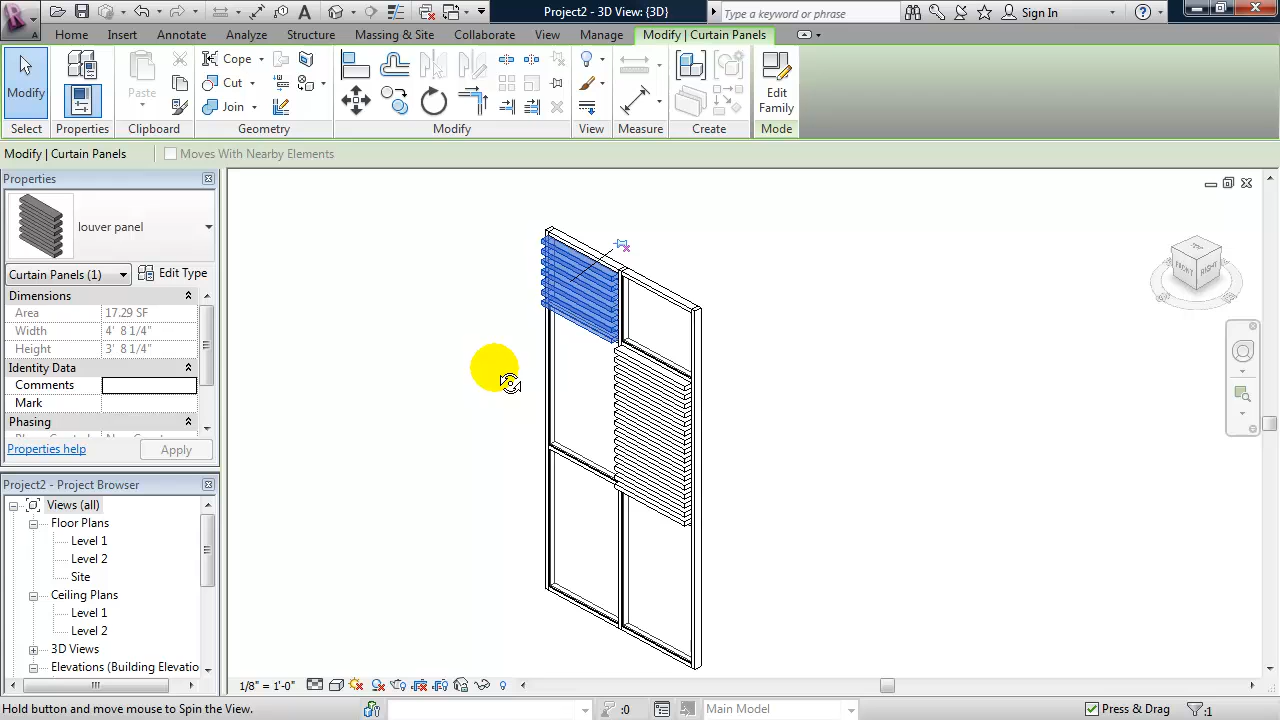 Project2 - 3D View: {3D}
Type a keyword or phrase
Sign In
Home
Insert
Annotate
Analyze
Structure
Massing & Site
Collaborate
View
Manage
Modify | Curtain Panels
Modify
Paste
Cope
Cut
Join
Edit
Family
Select
Properties
Clipboard
Geometry
Modify
View
Measure
Create
Mode
Modify | Curtain Panels
Moves With Nearby Elements
Properties
louver panel
Curtain Panels (1)
Edit Type
Dimensions
Area 17.29 SF
Width 4' 8 1/4"
Height 3' 8 1/4"
Identity Data
Comments
Mark
Phasing
Properties help
Apply
FRONT
RIGHT
Project2 - Project Browser
Views (all)
Floor Plans
Level 1
Level 2
Site
Ceiling Plans
Level 1
Level 2
3D Views
Elevations (Building Elevatio
1/8" = 1'-0"
Hold button and move mouse to Spin the View.
:0
Main Model
Press & Drag
:1